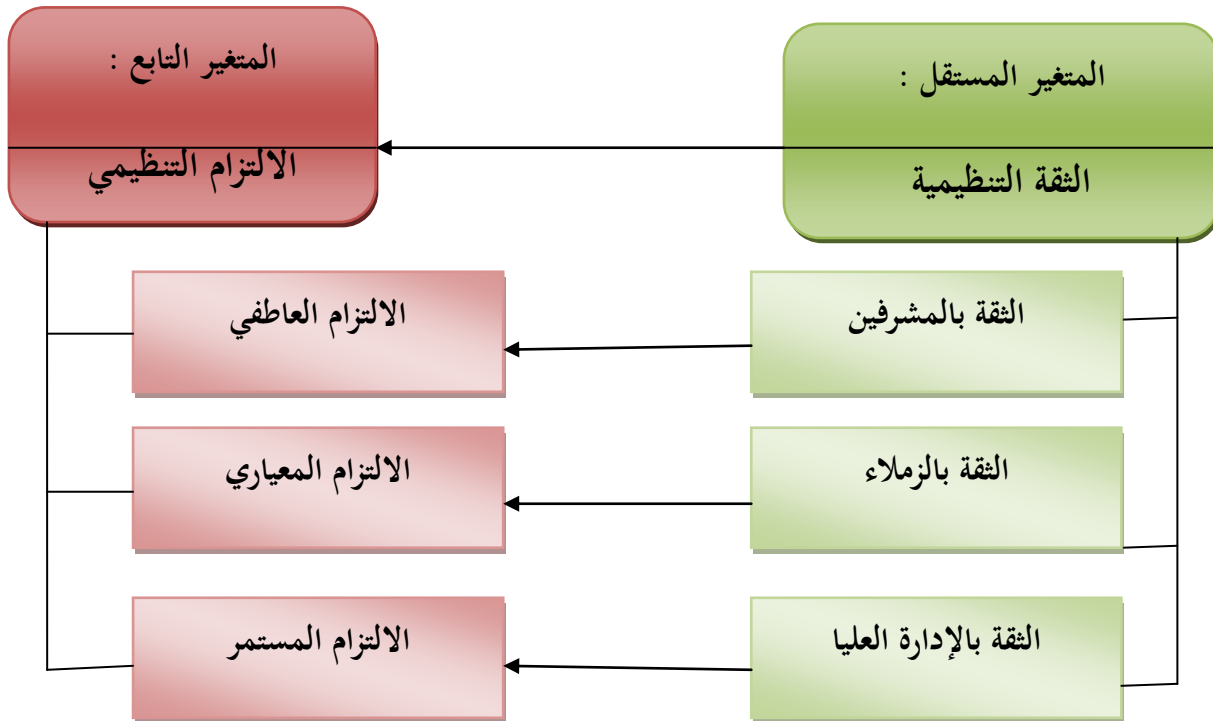 المتغير المستقل :
الثقة التنظيمية
المتغير التابع :
الالتزام التنظيمي
الثقة بالمشرفين
الالتزام العاطفي
الثقة بالزملاء
الالتزام المعياري
الثقة بالإدارة العليا
الالتزام المستمر